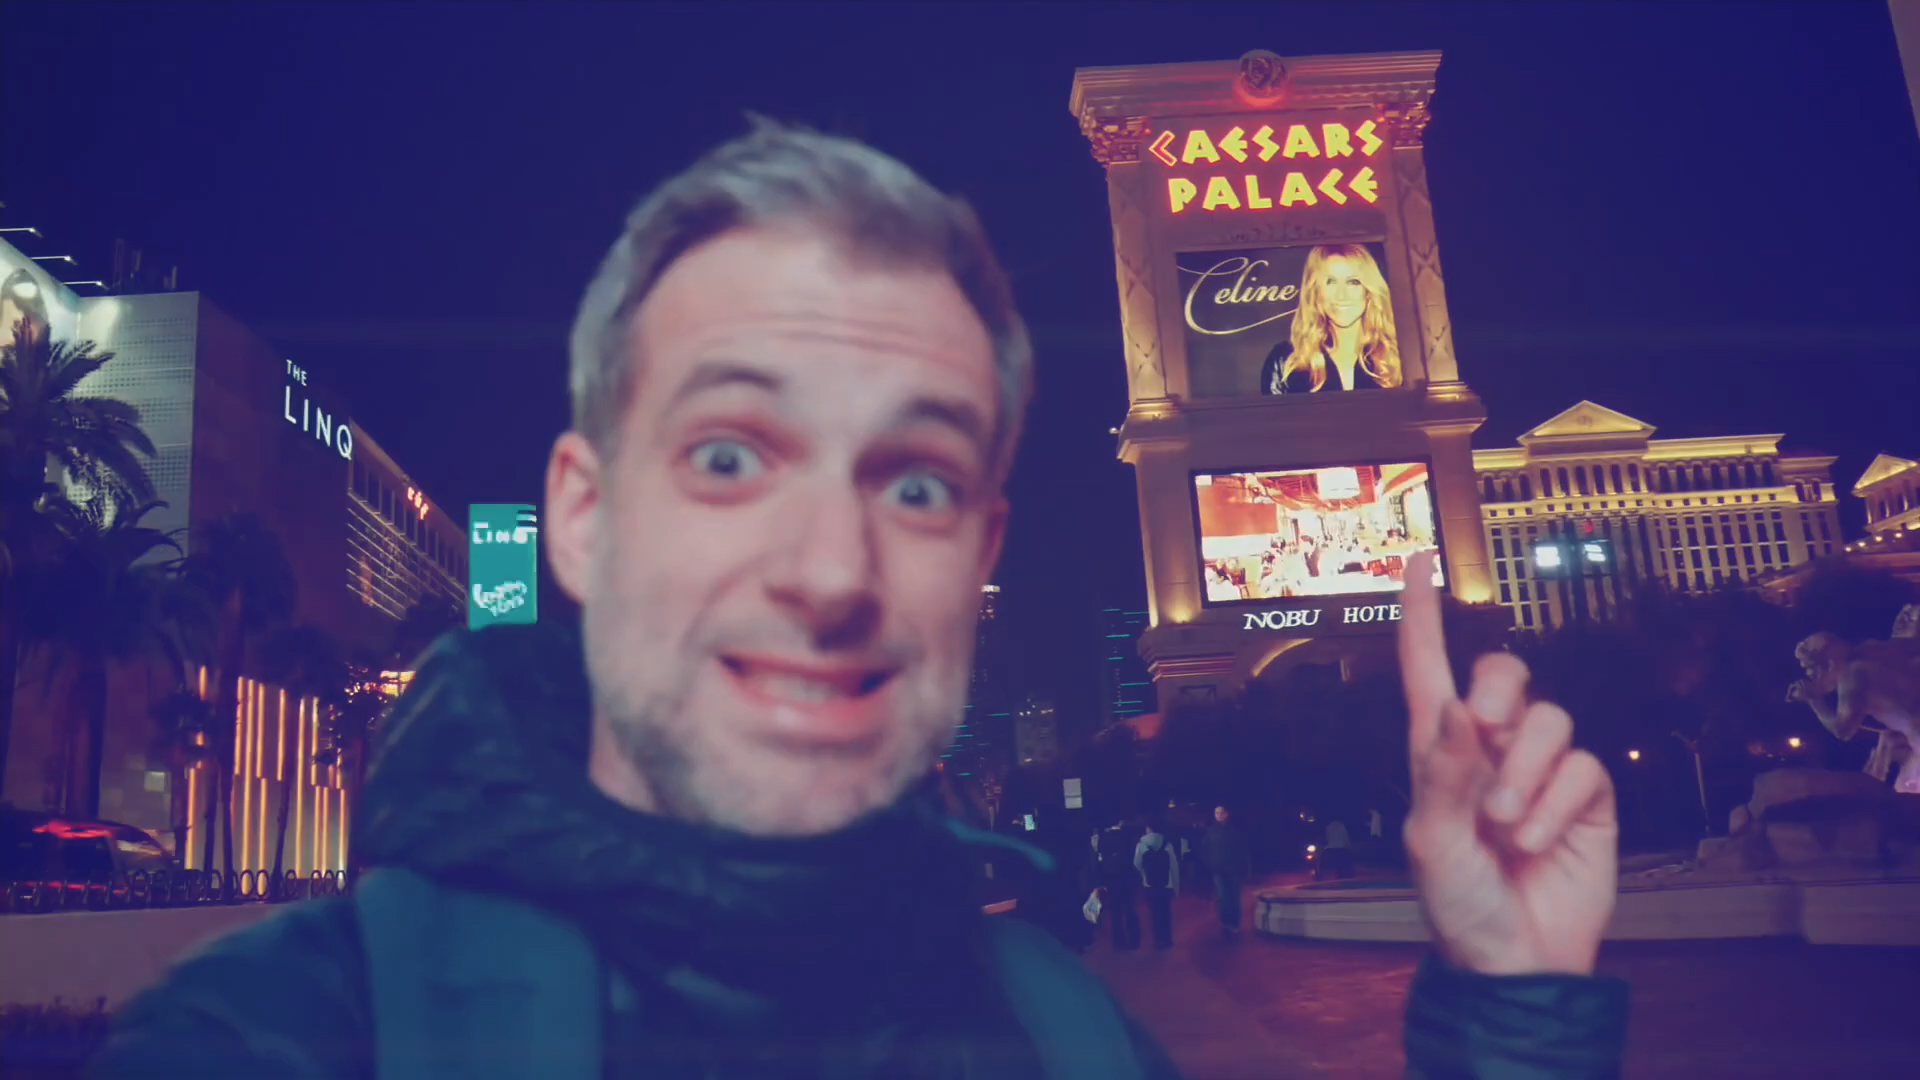 THE
LINQ
LINQ
CAESARS
PALACE
Celine
NOBU HOTE